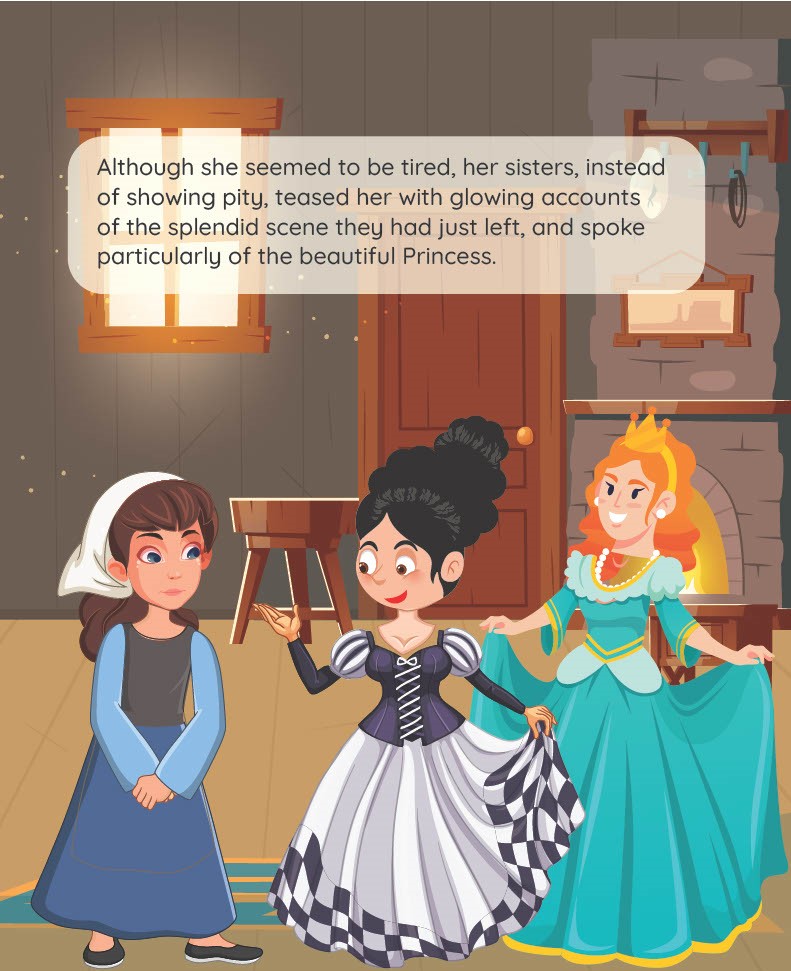 Although she seemed to be tired, her sisters, instead
of showing pity, teased her with glowing accounts
of the splendid scene they had just left, and spoke
particularly of the beautiful Princess.